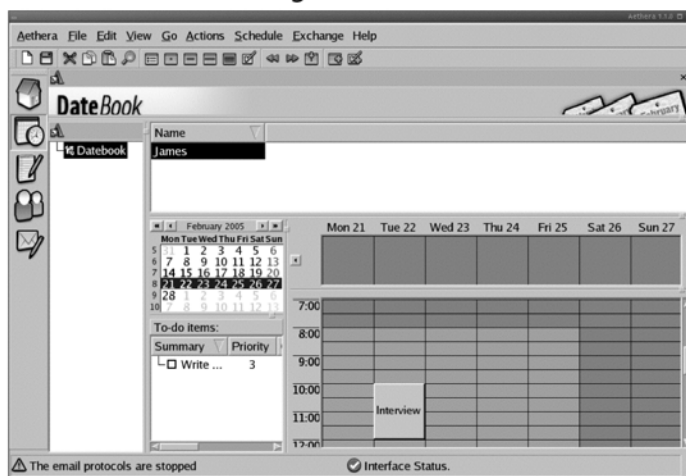 Aethera 1.1.0
Aethera File Edit View Go Actions Schedule Exchange Help
DateBook
February
Name
Datebook
James
February 2005
Mon Tue Wed Thu Fri Sat Sun
5 31 1 2 3 4 5 6
6 7 8 9 10 11 12 13
7 14 15 16 17 18 19 20
8 21 22 23 24 25 26 27
9 28 1 2 3 4 5 6
10 7 8 9 10 11 12 13
Mon 21 Tue 22 Wed 23 Thu 24 Fri 25 Sat 26 Sun 27
To-do items:
Summary Priority
Write ... 3
7:00
8:00
9:00
10:00
Interview
11:00
12:00
The email protocols are stopped
Interface Status.